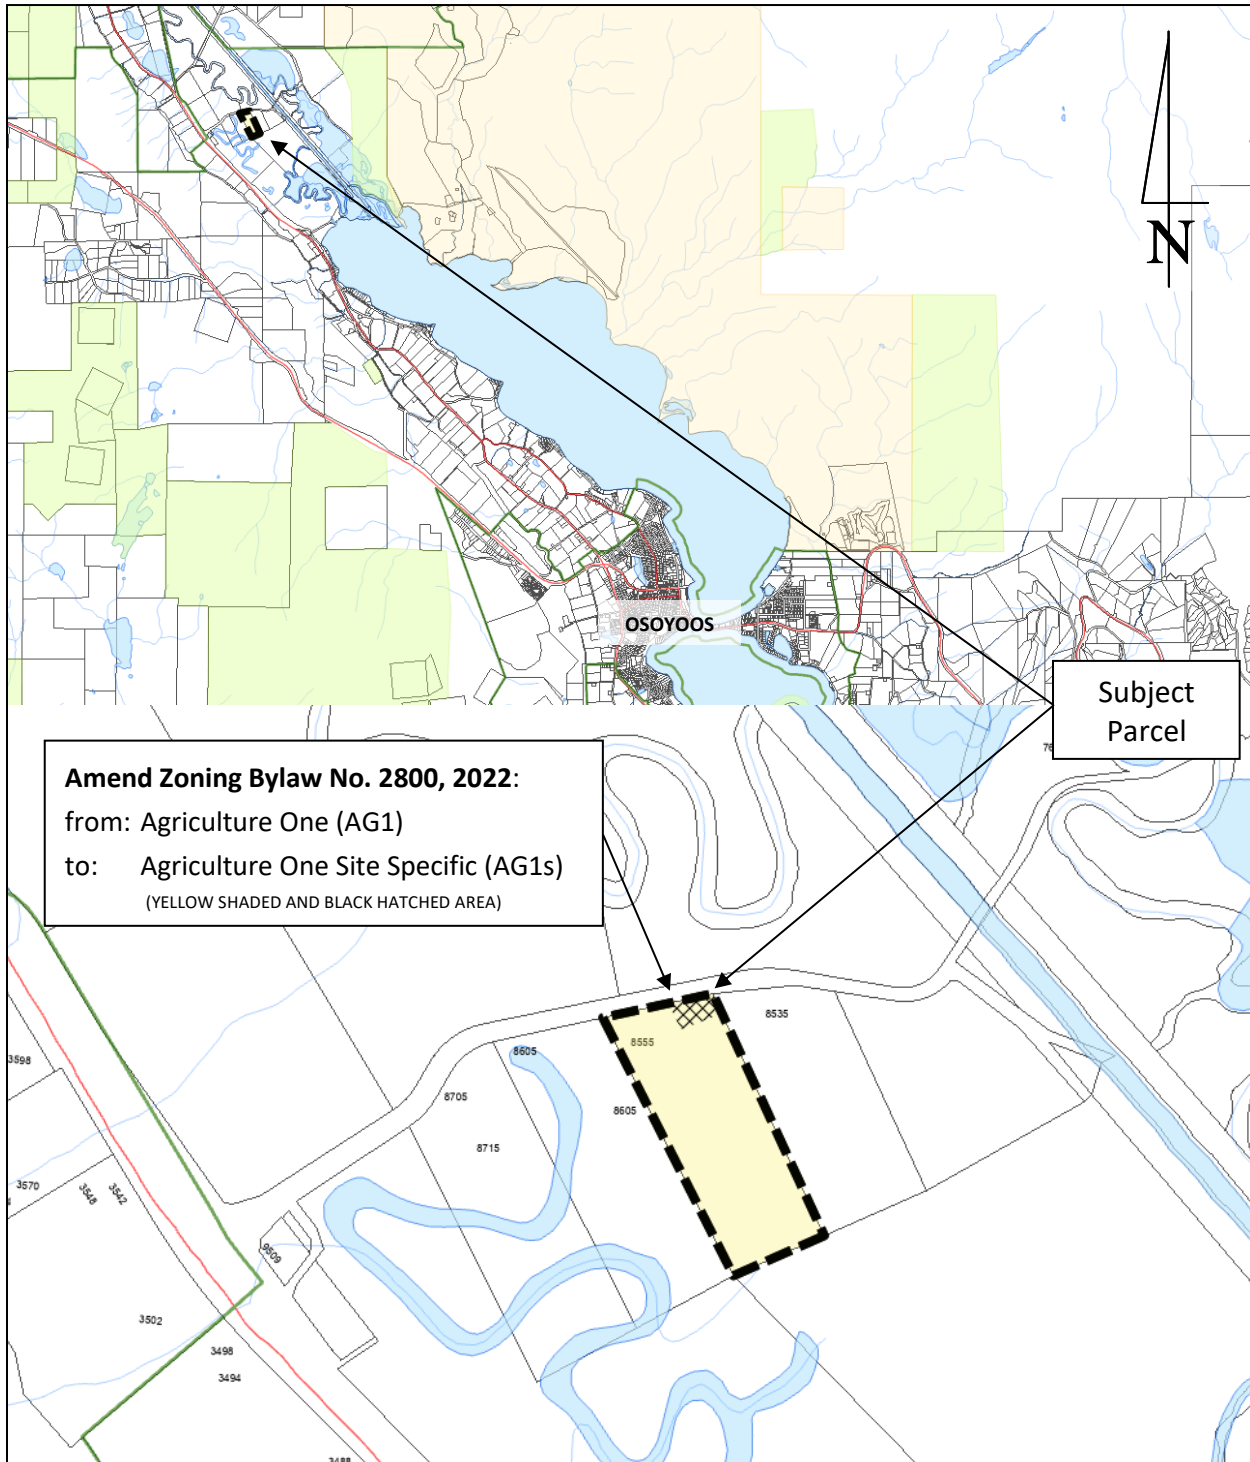 N
OSOYOOS
Subject
Parcel
Amend Zoning Bylaw No. 2800, 2022:
from: Agriculture One (AG1)
to: Agriculture One Site Specific (AG1s)
(YELLOW SHADED AND BLACK HATCHED AREA)
8535
8555
8605
8605
8705
8715
3598
3570
3548
3542
9509
3502
3498
3494
3488